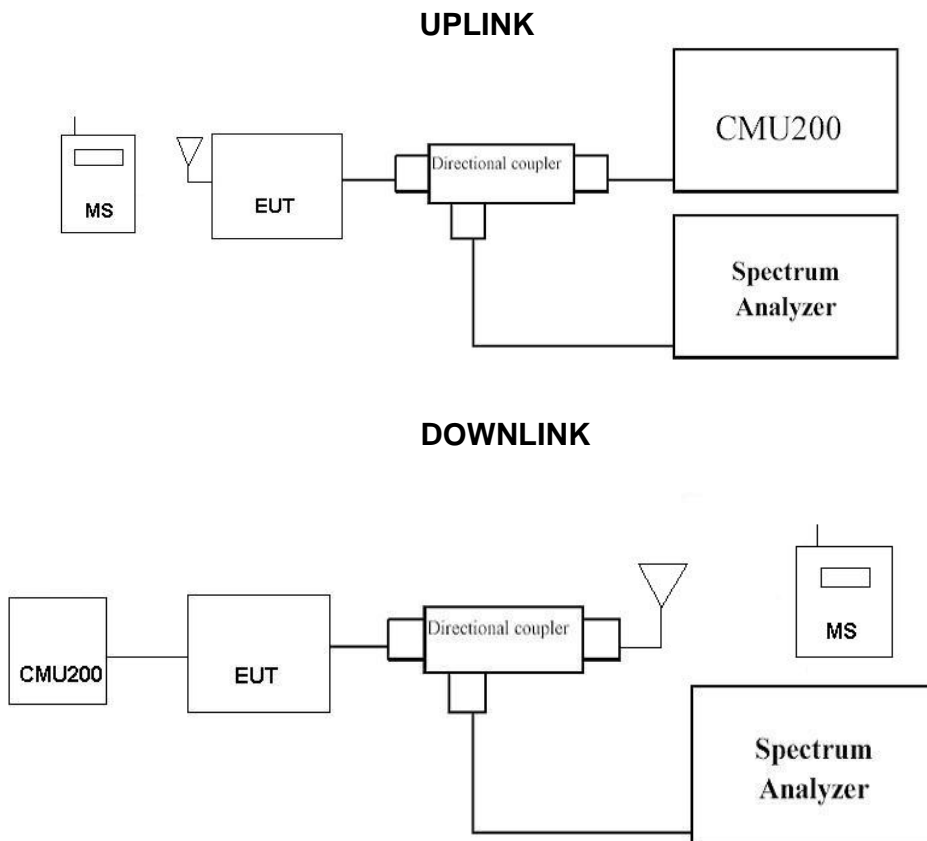 UPLINK
CMU200
Directional coupler
MS
EUT
Spectrum
Analyzer
DOWNLINK
Directional coupler
MS
CMU200
EUT
Spectrum
Analyzer